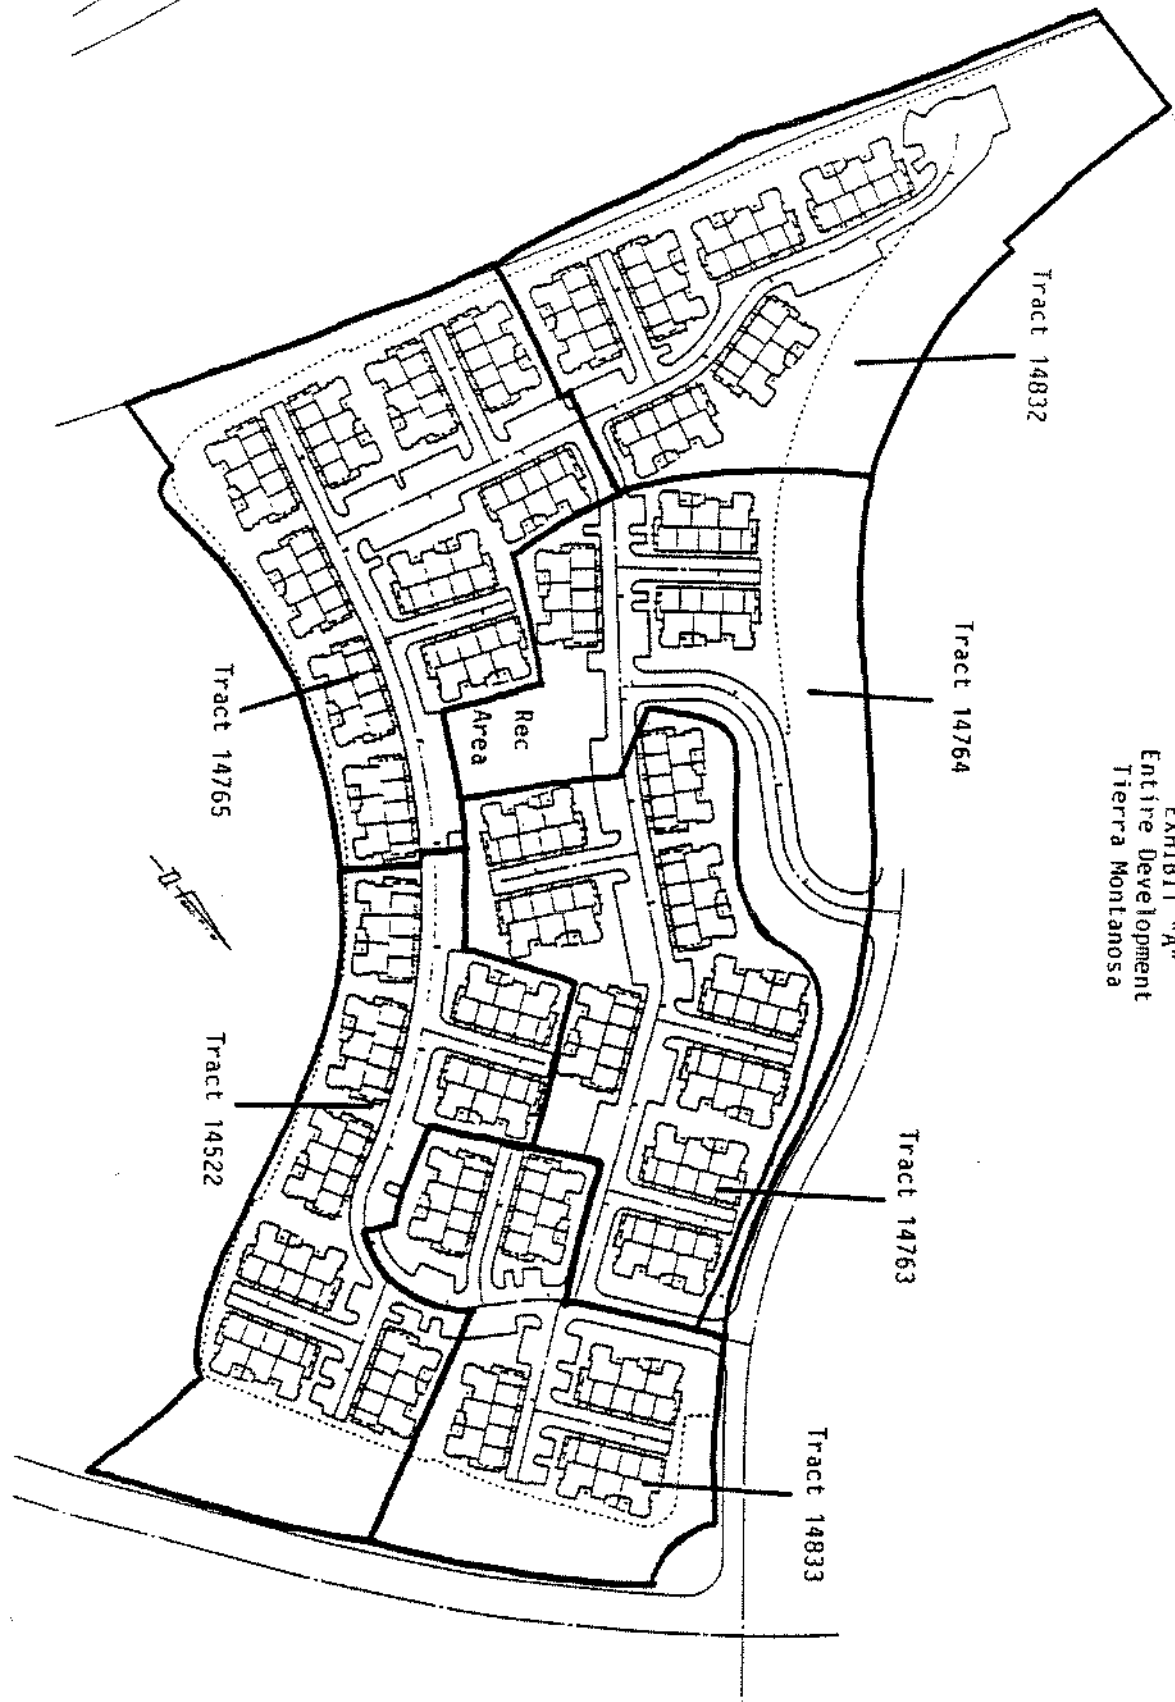 EXHIBIT "A"
Entire Development
Tierra Montanosa
Tract 14832
Tract 14764
Tract 14763
Tract 14833
Rec
Area
Tract 14765
Tract 14522